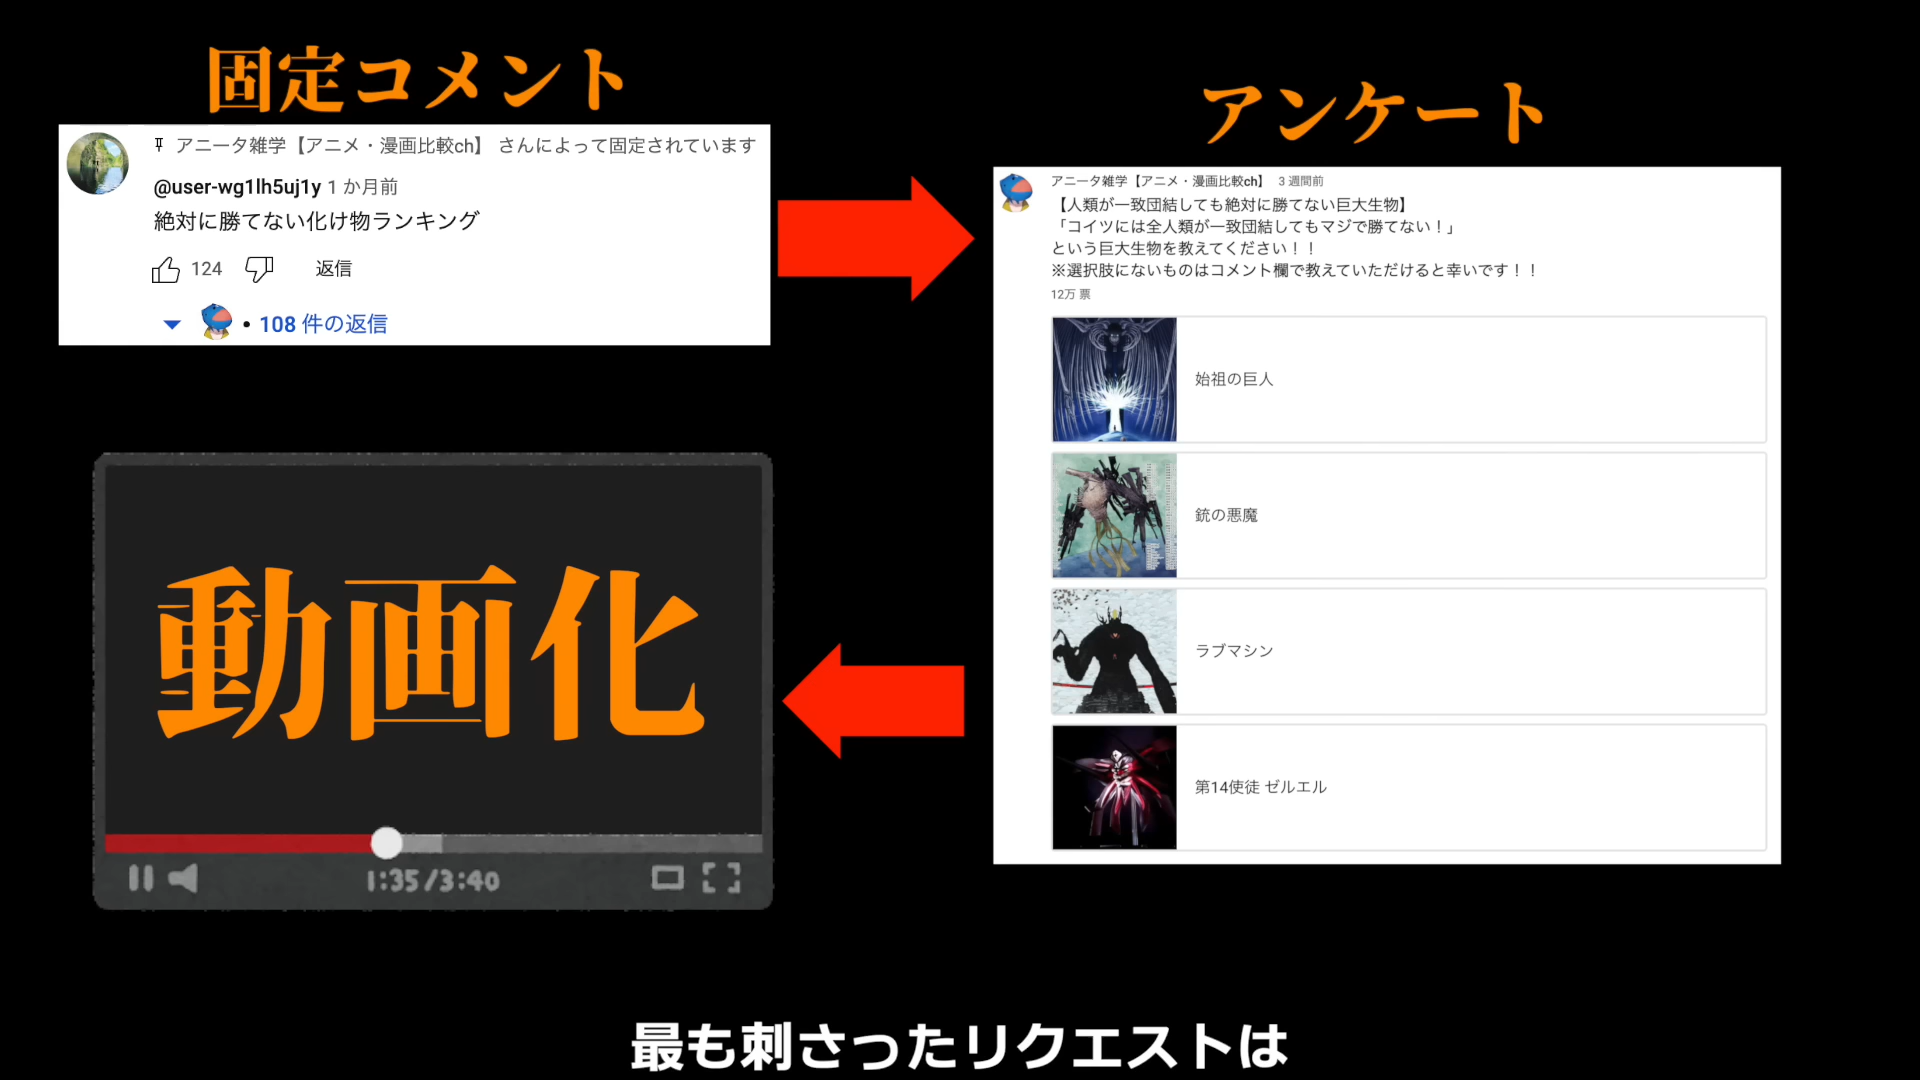 固定コメント
アニータ雑学【アニメ・漫画比較ch】 さんによって固定されています
@user-wg1lh5uj1y 1 か月前
絶対に勝てない化け物ランキング
124 返信
• 108 件の返信
アンケート
アニータ雑学【アニメ・漫画比較ch】 3 週間前
【人類が一致団結しても絶対に勝てない巨大生物】
「コイツには全人類が一致団結してもマジで勝てない！」
という巨大生物を教えてください！！
※選択肢にないものはコメント欄で教えていただけると幸いです！！
12万 票
始祖の巨人
銃の悪魔
ラブマシン
第14使徒 ゼルエル
動画化
1:35/3:40
最も刺さったリクエストは